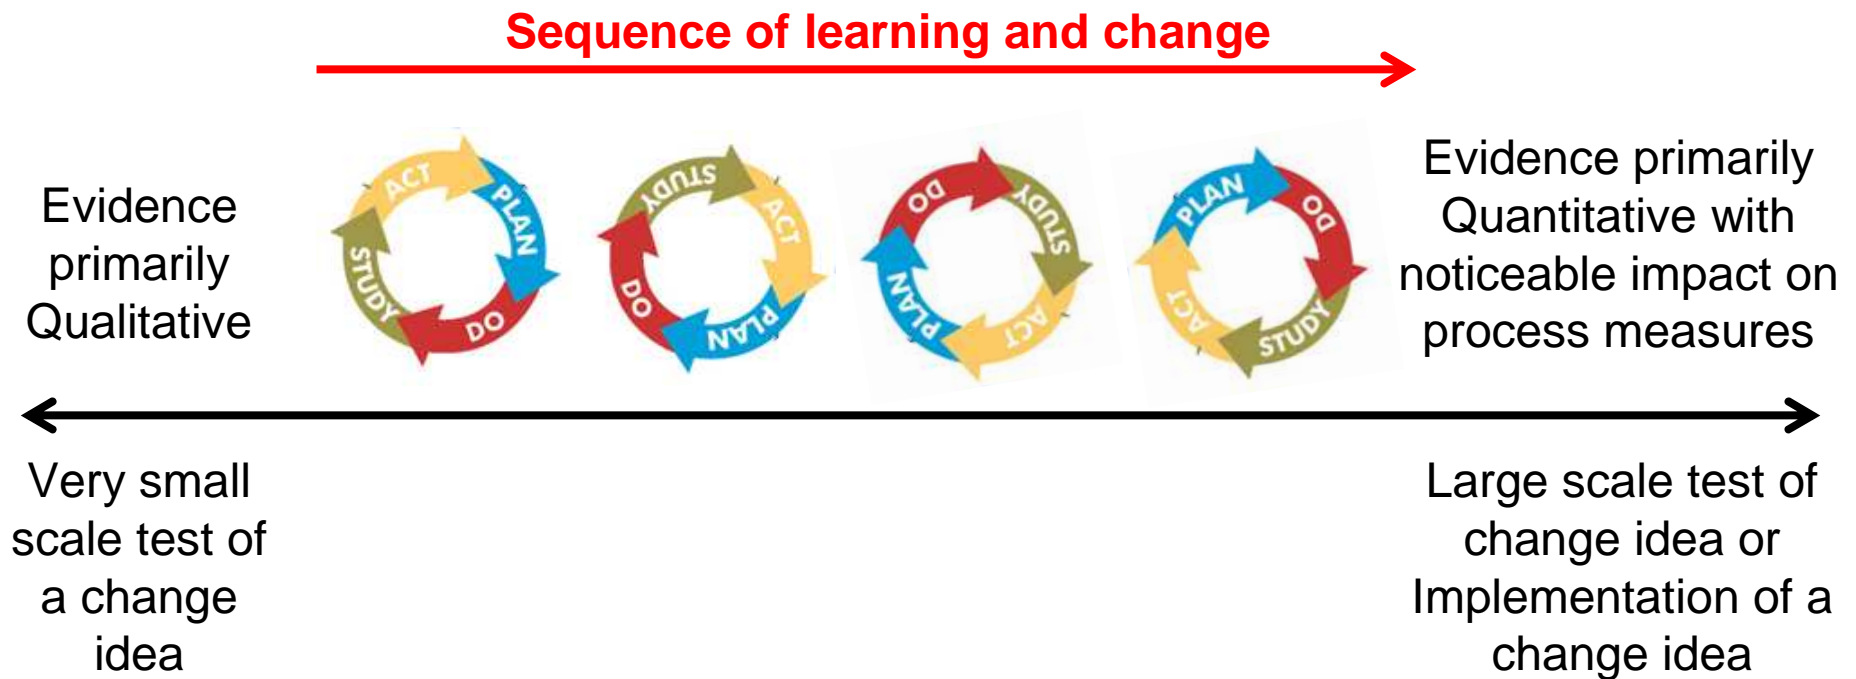 Sequence of learning and change
Evidence
primarily
Qualitative
ACT
PLAN
DO
STUDY
STUDY
ACT
PLAN
DO
DO
STUDY
ACT
PLAN
PLAN
DO
STUDY
ACT
Evidence primarily
Quantitative with
noticeable impact on
process measures
Very small
scale test of
a change
idea
Large scale test of
change idea or
Implementation of a
change idea